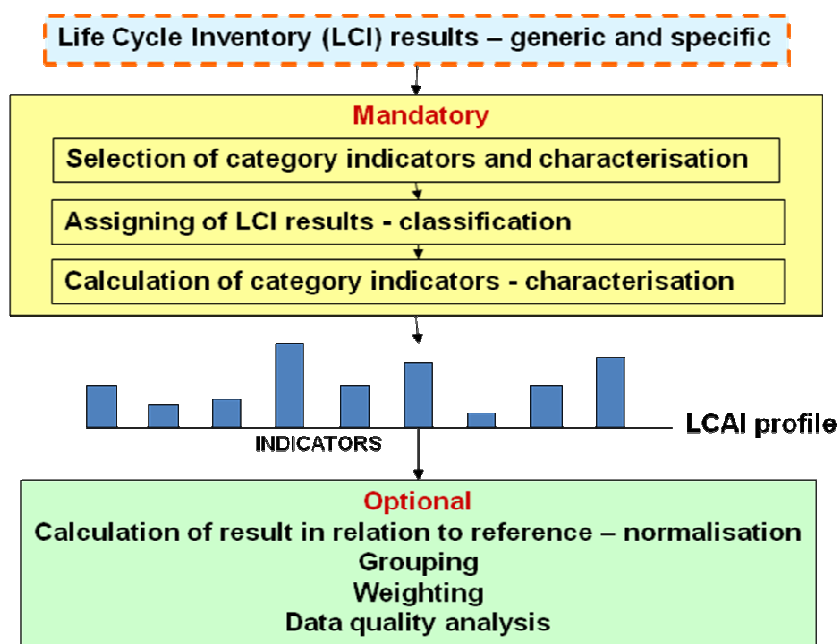 Life Cycle Inventory (LCI) results – generic and specific
Mandatory
Selection of category indicators and characterisation
Assigning of LCI results - classification
Calculation of category indicators - characterisation
LCAI profile
INDICATORS
Optional
Calculation of result in relation to reference – normalisation
Grouping
Weighting
Data quality analysis